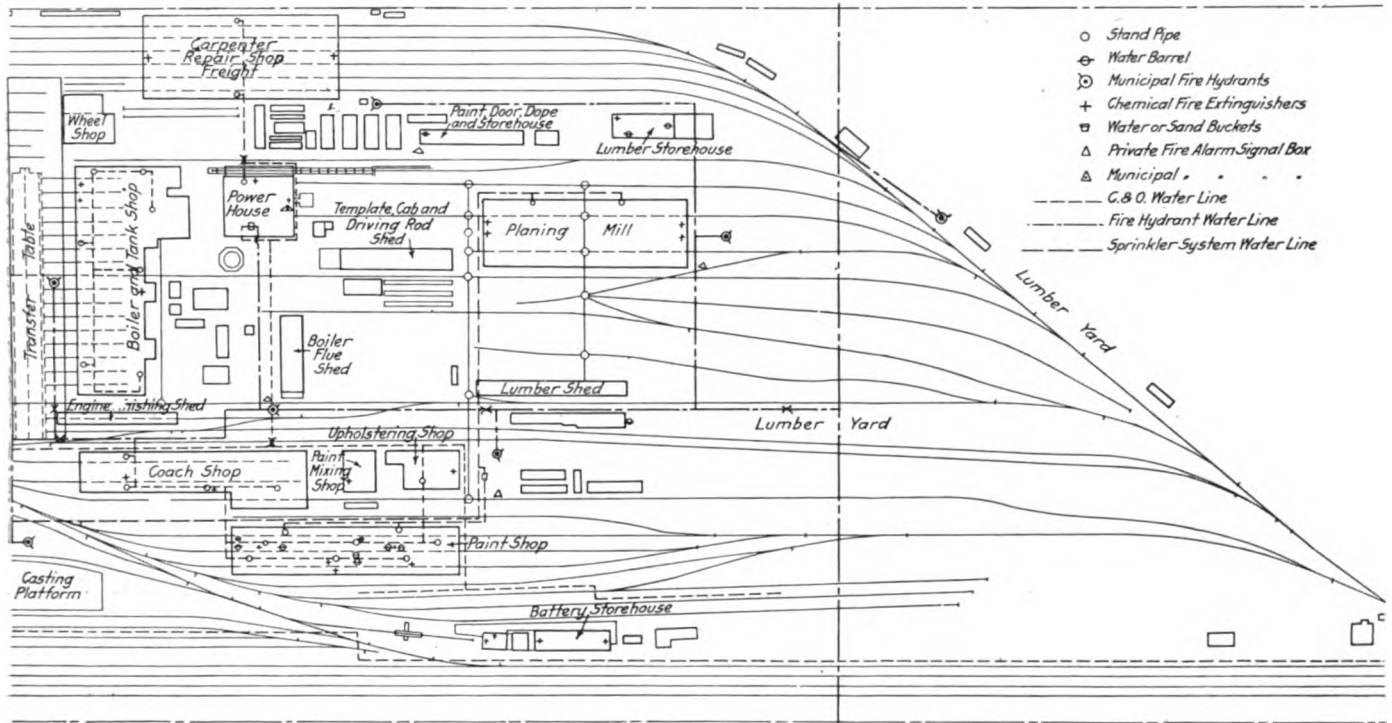 Carpenter
Repair Shop
Freight
Wheel
Shop
Paint, Door, Dope
and Storehouse
Lumber Storehouse
Stand Pipe
Water Barrel
Municipal Fire Hydrants
Chemical Fire Extinguishers
Water or Sand Buckets
Private Fire Alarm Signal Box
Municipal " " "
C.& O. Water Line
Fire Hydrant Water Line
Sprinkler System Water Line
Transfer Table
Boiler and Tank Shop
Power
House
Template, Cab and
Driving Rod
Shed
Planing Mill
Boiler
Flue
Shed
Lumber Yard
Lumber Shed
Engine Shed
Lumber Yard
Upholstering Shop
Coach Shop
Paint
Mixing
Shop
Paint Shop
Casting
Platform
Battery Storehouse